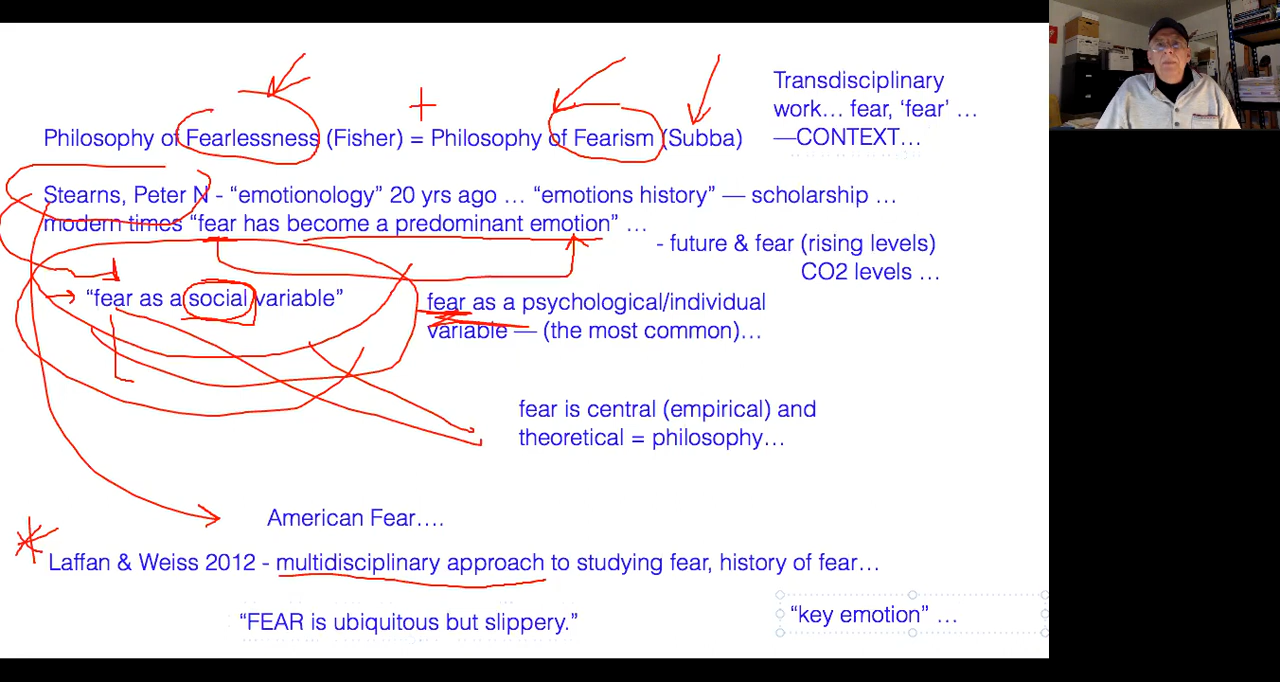 Transdisciplinary
work… fear, ‘fear’ …
—CONTEXT…
+
Philosophy of Fearlessness (Fisher) = Philosophy of Fearism (Subba)
Stearns, Peter N - “emotionology” 20 yrs ago … “emotions history” — scholarship …
modern times “fear has become a predominant emotion” …
- future & fear (rising levels)
CO2 levels …
“fear as a social variable”
fear as a psychological/individual
variable — (the most common)…
fear is central (empirical) and
theoretical = philosophy…
American Fear….
Laffan & Weiss 2012 - multidisciplinary approach to studying fear, history of fear…
“FEAR is ubiquitous but slippery.”
“key emotion” …